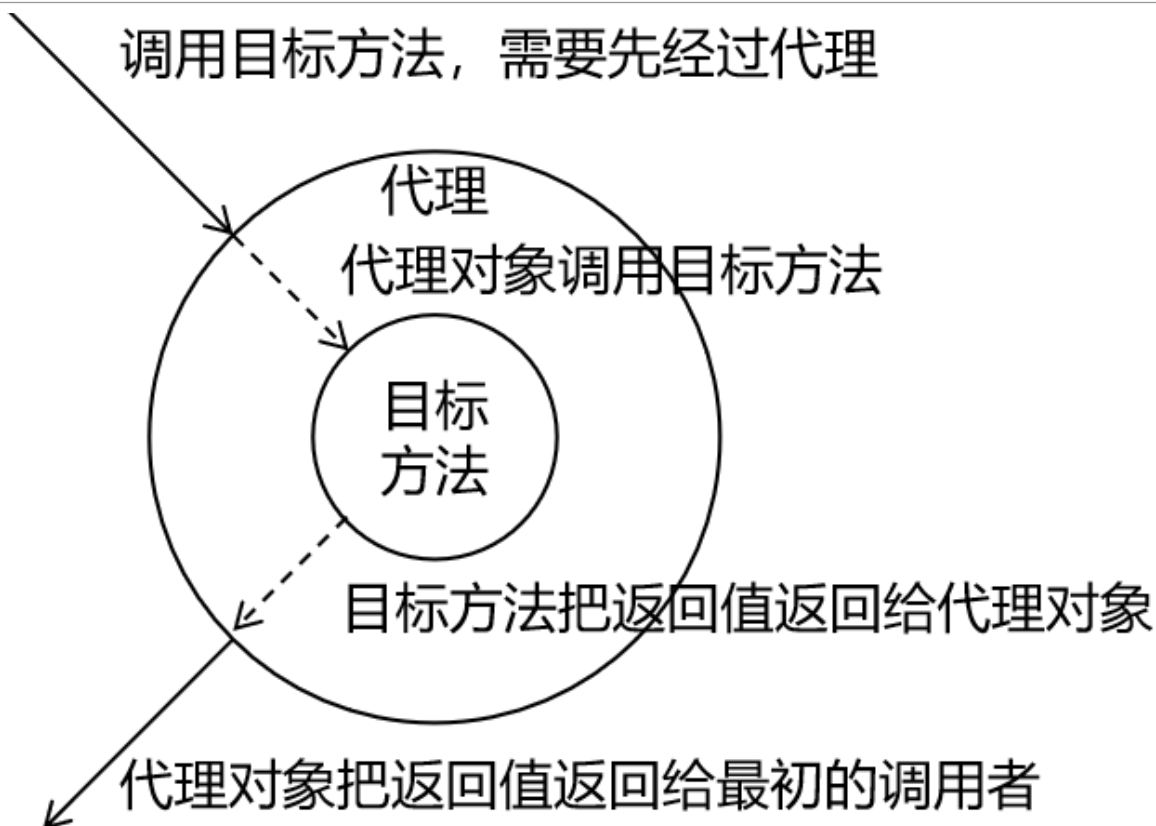 调用目标方法，需要先经过代理
代理
代理对象调用目标方法
目标
方法
目标方法把返回值返回给代理对象
代理对象把返回值返回给最初的调用者